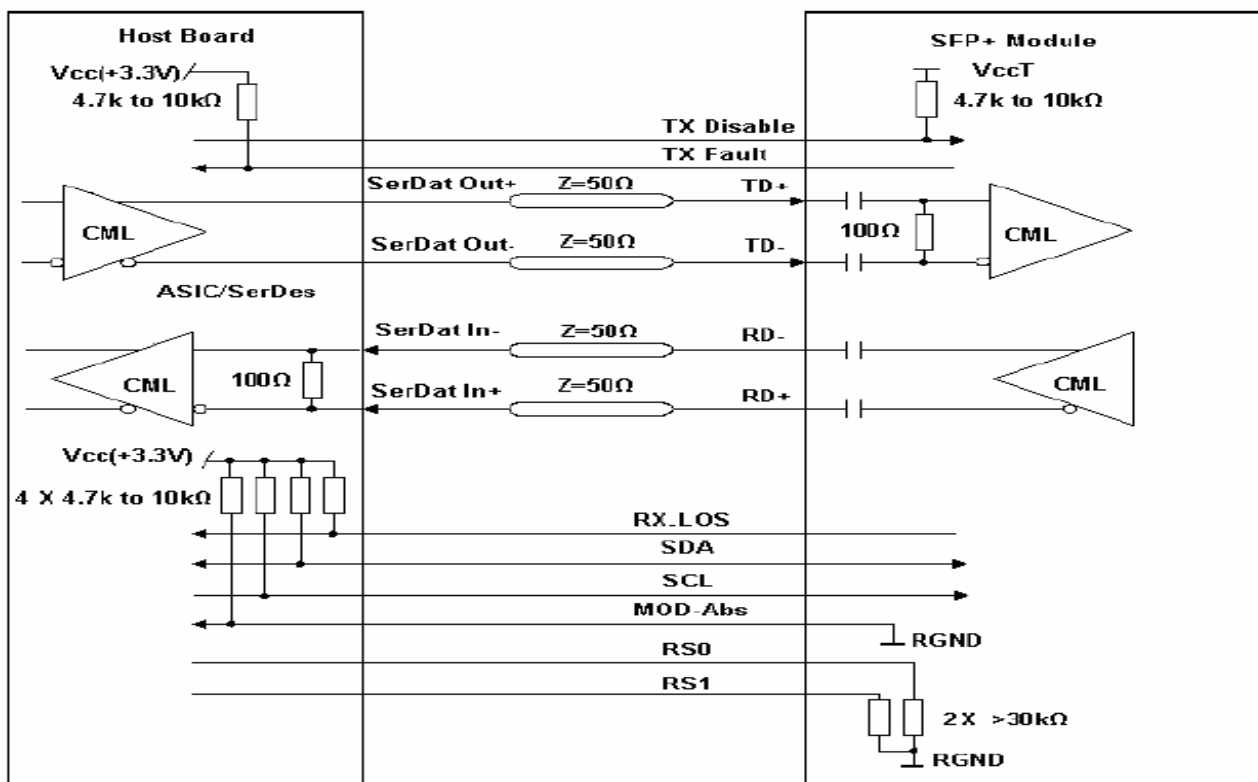 Host Board
SFP+ Module
Vcc(+3.3V)
4.7k to 10kΩ
VccT
4.7k to 10kΩ
TX Disable
TX Fault
SerDat Out+
Z=50Ω
TD+
CML
100Ω
CML
SerDat Out-
Z=50Ω
TD-
ASIC/SerDes
SerDat In-
Z=50Ω
RD-
CML
100Ω
CML
SerDat In+
Z=50Ω
RD+
Vcc(+3.3V)
4 X 4.7k to 10kΩ
RX-LOS
SDA
SCL
MOD-Abs
RGND
RS0
RS1
2X >30kΩ
RGND